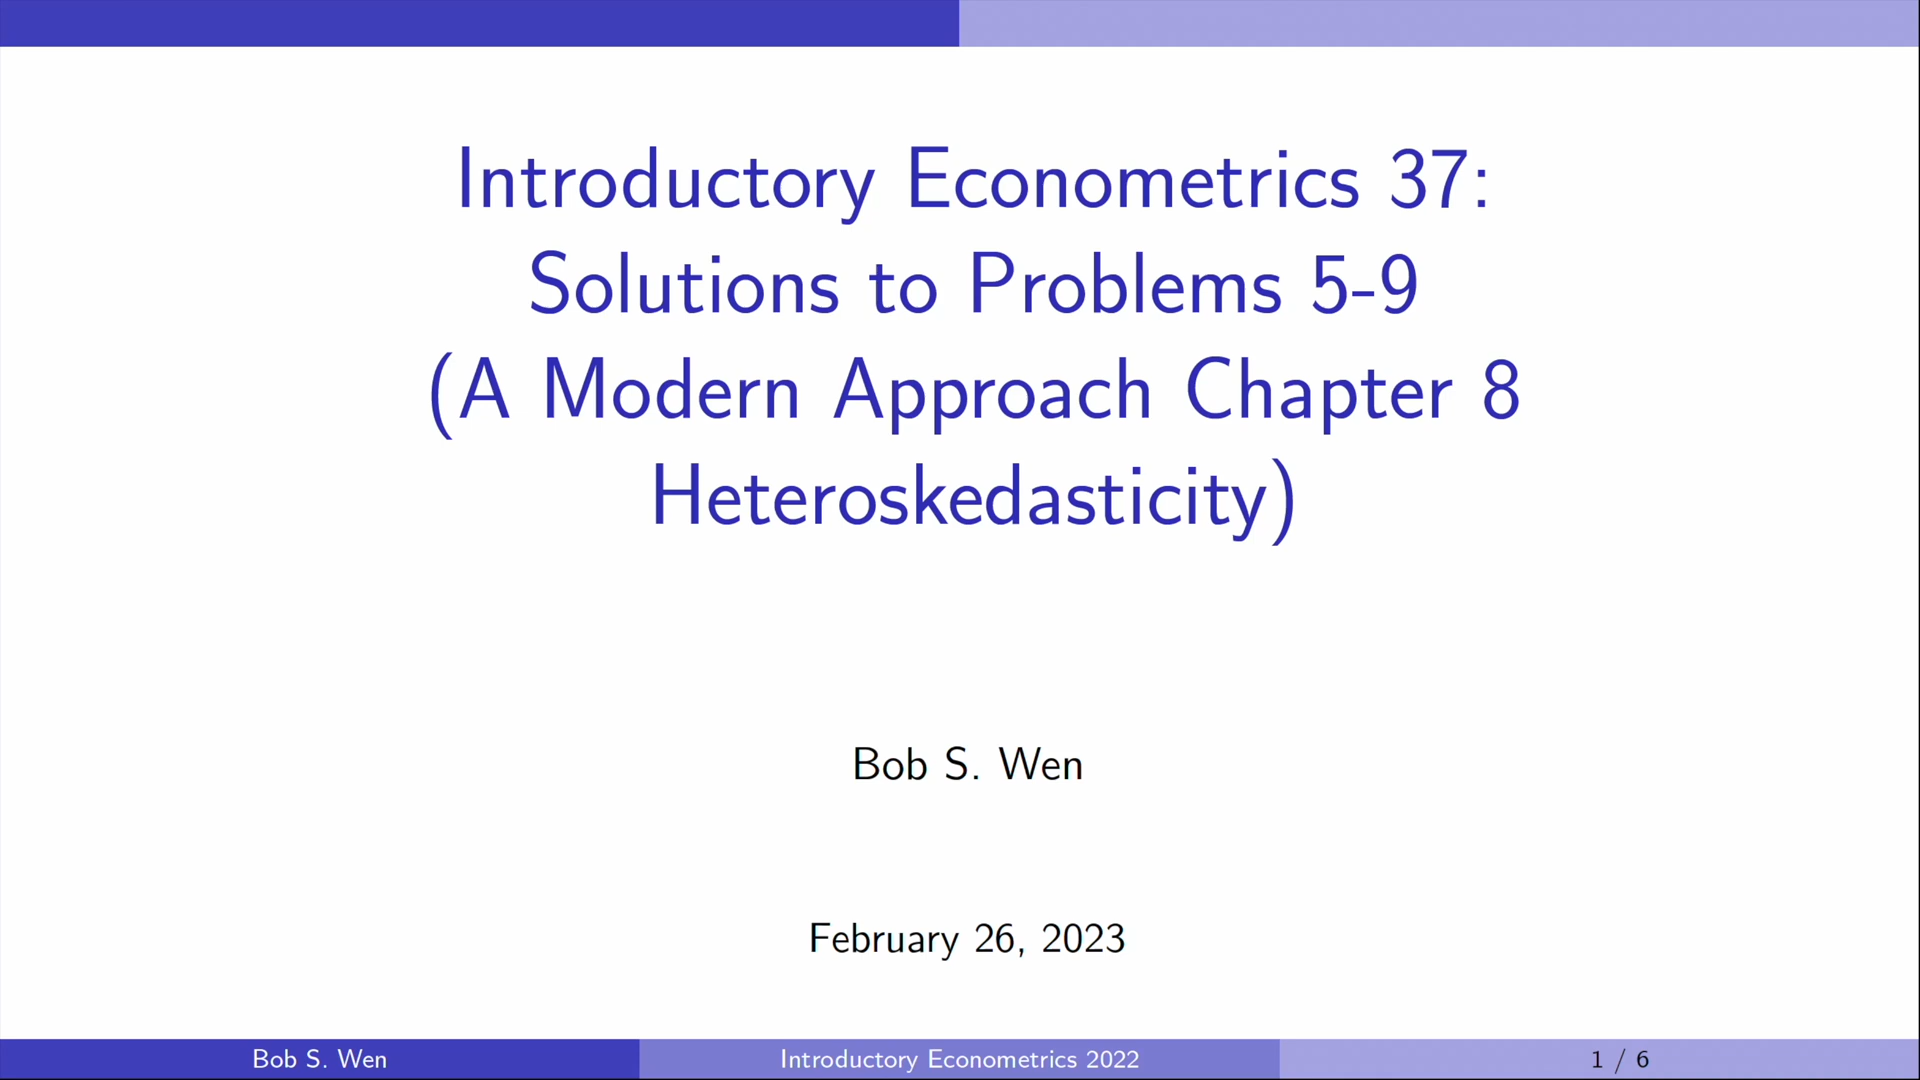 Introductory Econometrics 37:
Solutions to Problems 5-9
(A Modern Approach Chapter 8
Heteroskedasticity)
Bob S. Wen
February 26, 2023
Bob S. Wen
Introductory Econometrics 2022
1 / 6